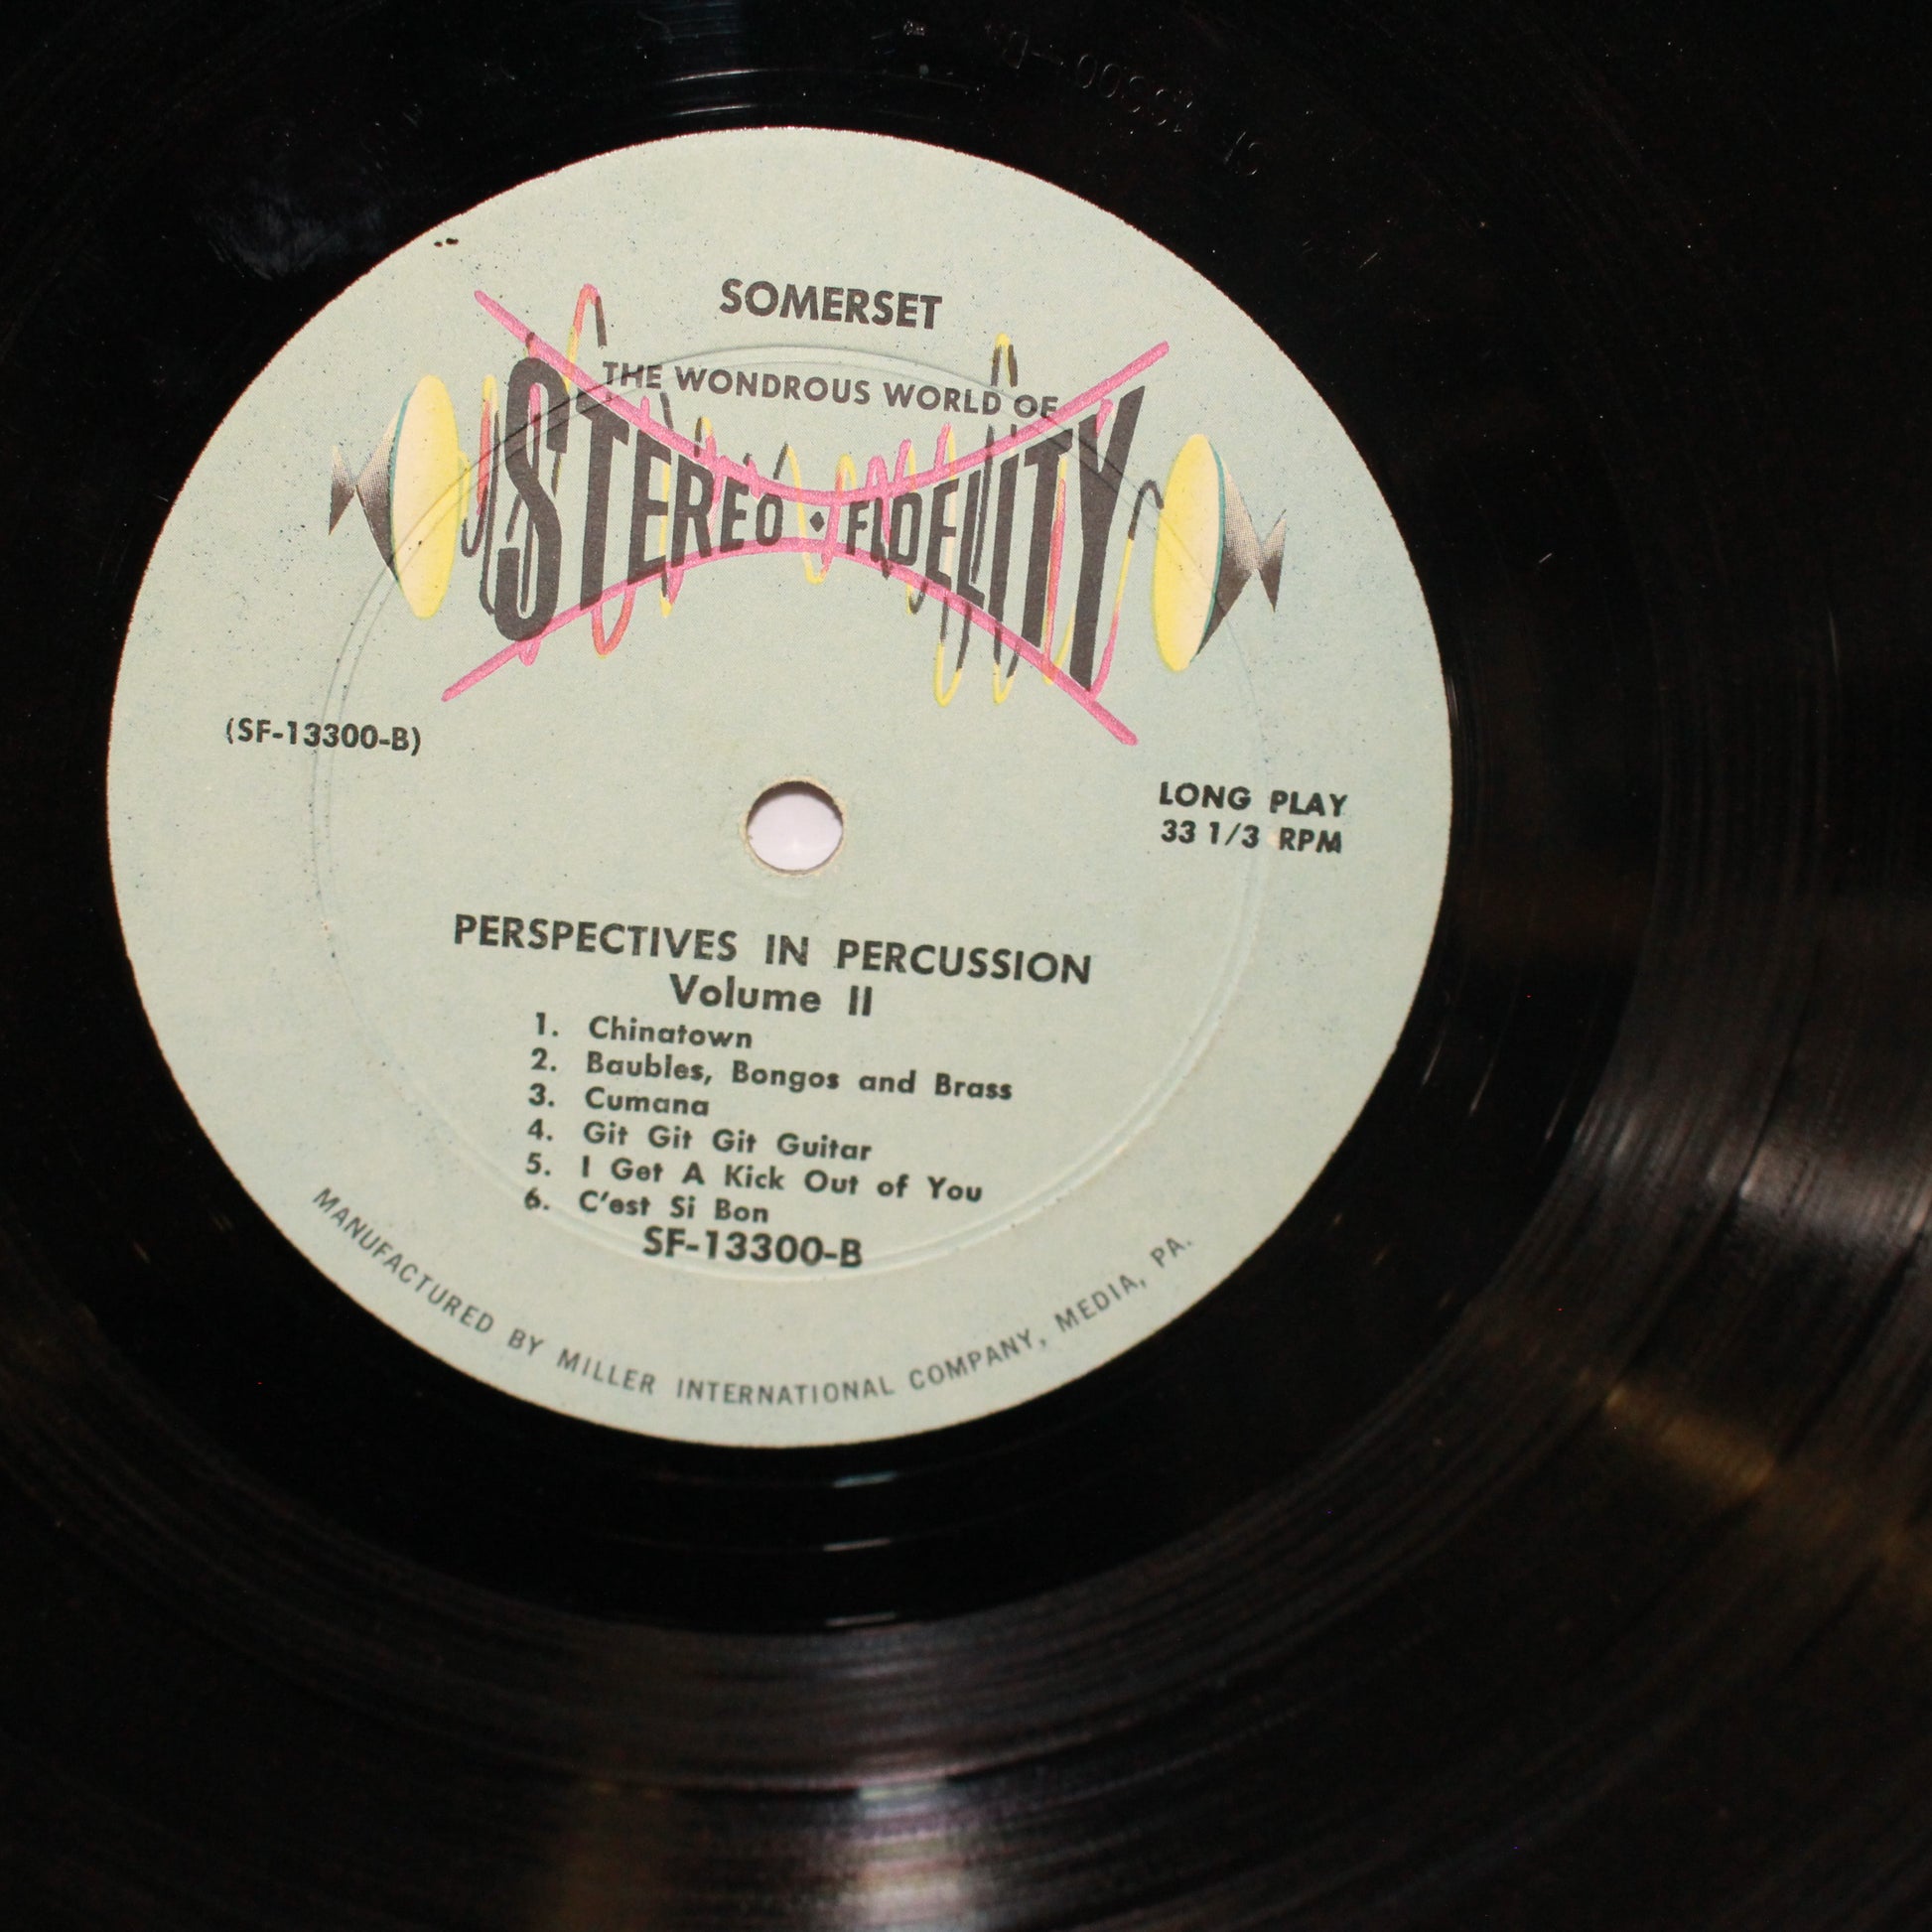 SOMERSET
THE WONDROUS WORLD OF
STEREO · FIDELITY
(SF-13300-B)
LONG PLAY
33 1/3 RPM
PERSPECTIVES IN PERCUSSION
Volume II
1. Chinatown
2. Baubles, Bongos and Brass
3. Cumana
4. Git Git Git Guitar
5. I Get A Kick Out of You
6. C'est Si Bon
SF-13300-B
MANUFACTURED BY MILLER INTERNATIONAL COMPANY, MEDIA, PA.